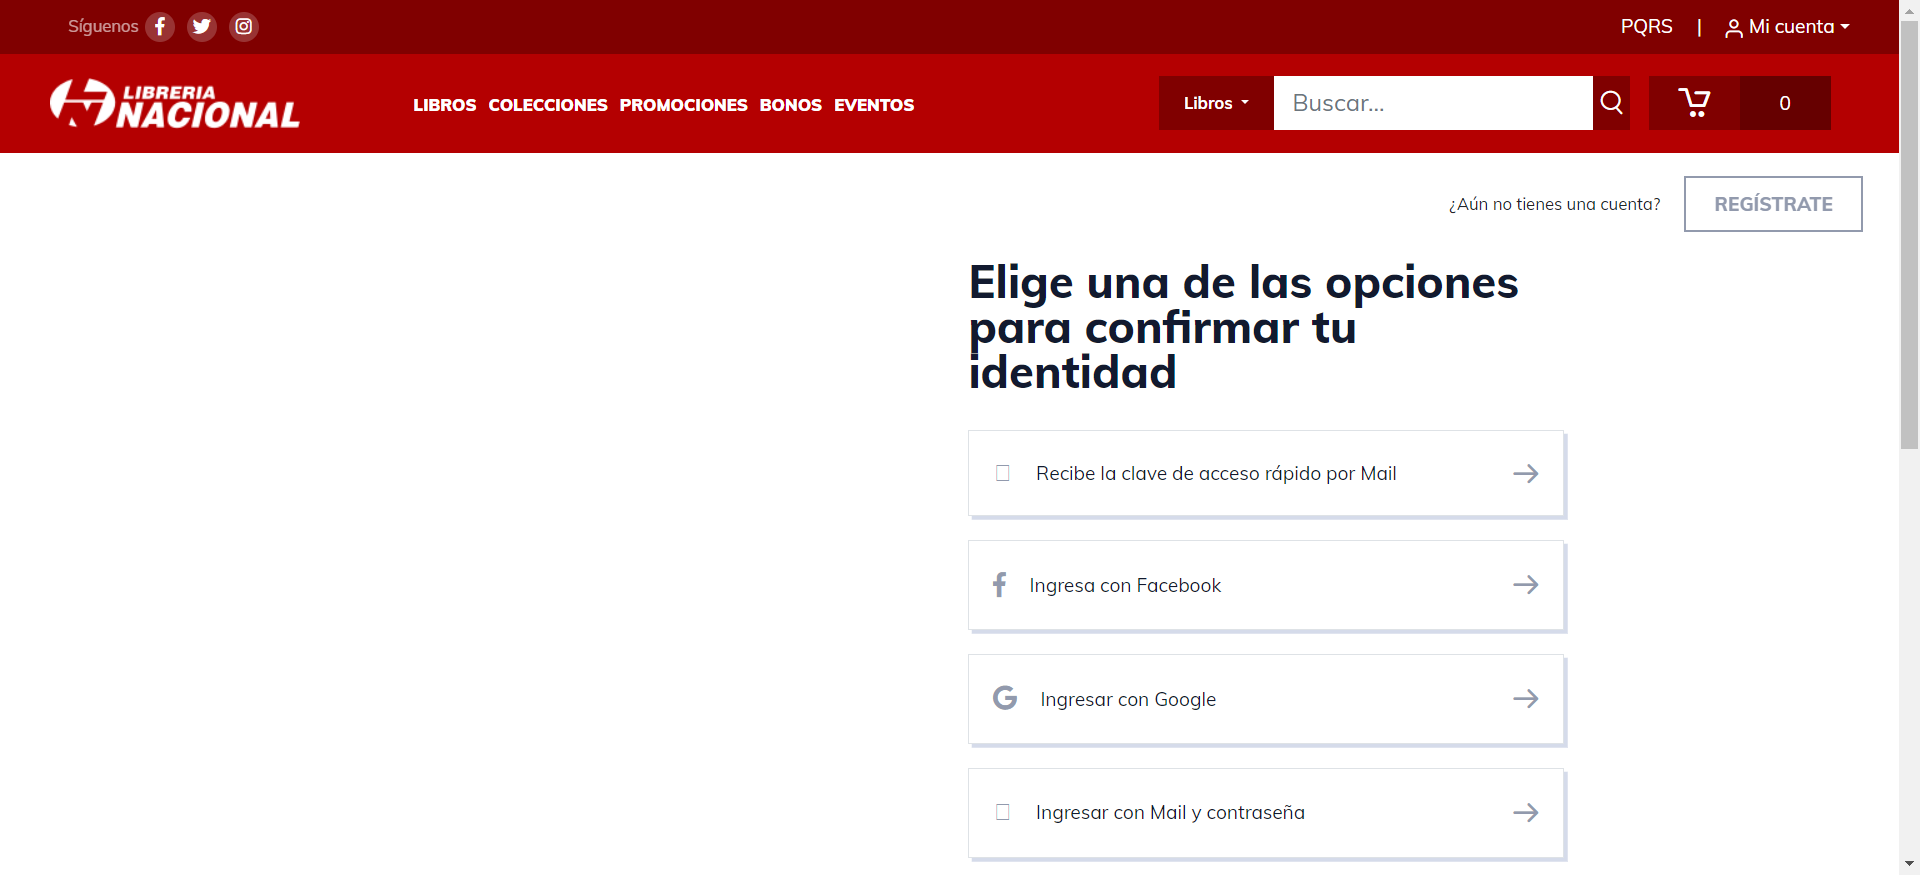 Síguenos
PQRS | Mi cuenta
LIBRERIA
NACIONAL
LIBROS COLECCIONES PROMOCIONES BONOS EVENTOS
Libros
Buscar...
0
¿Aún no tienes una cuenta? REGÍSTRATE
Elige una de las opciones
para confirmar tu
identidad
Recibe la clave de acceso rápido por Mail
Ingresa con Facebook
Ingresar con Google
Ingresar con Mail y contraseña